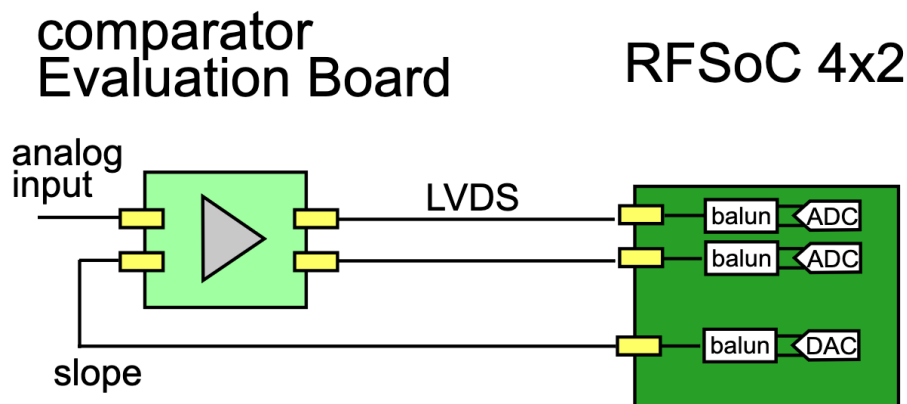 comparator
Evaluation Board
RFSoC 4x2
analog
input
LVDS
balun ADC
balun ADC
balun DAC
slope